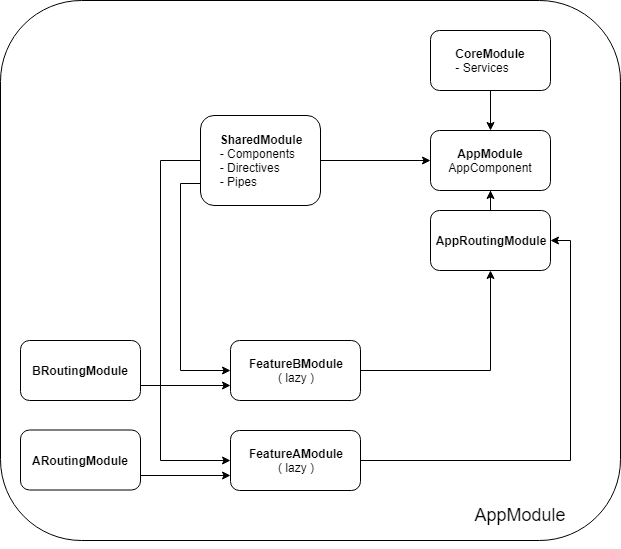 CoreModule
- Services
SharedModule
- Components
- Directives
- Pipes
AppModule
AppComponent
AppRoutingModule
BRoutingModule
FeatureBModule
( lazy )
ARoutingModule
FeatureAModule
( lazy )
AppModule